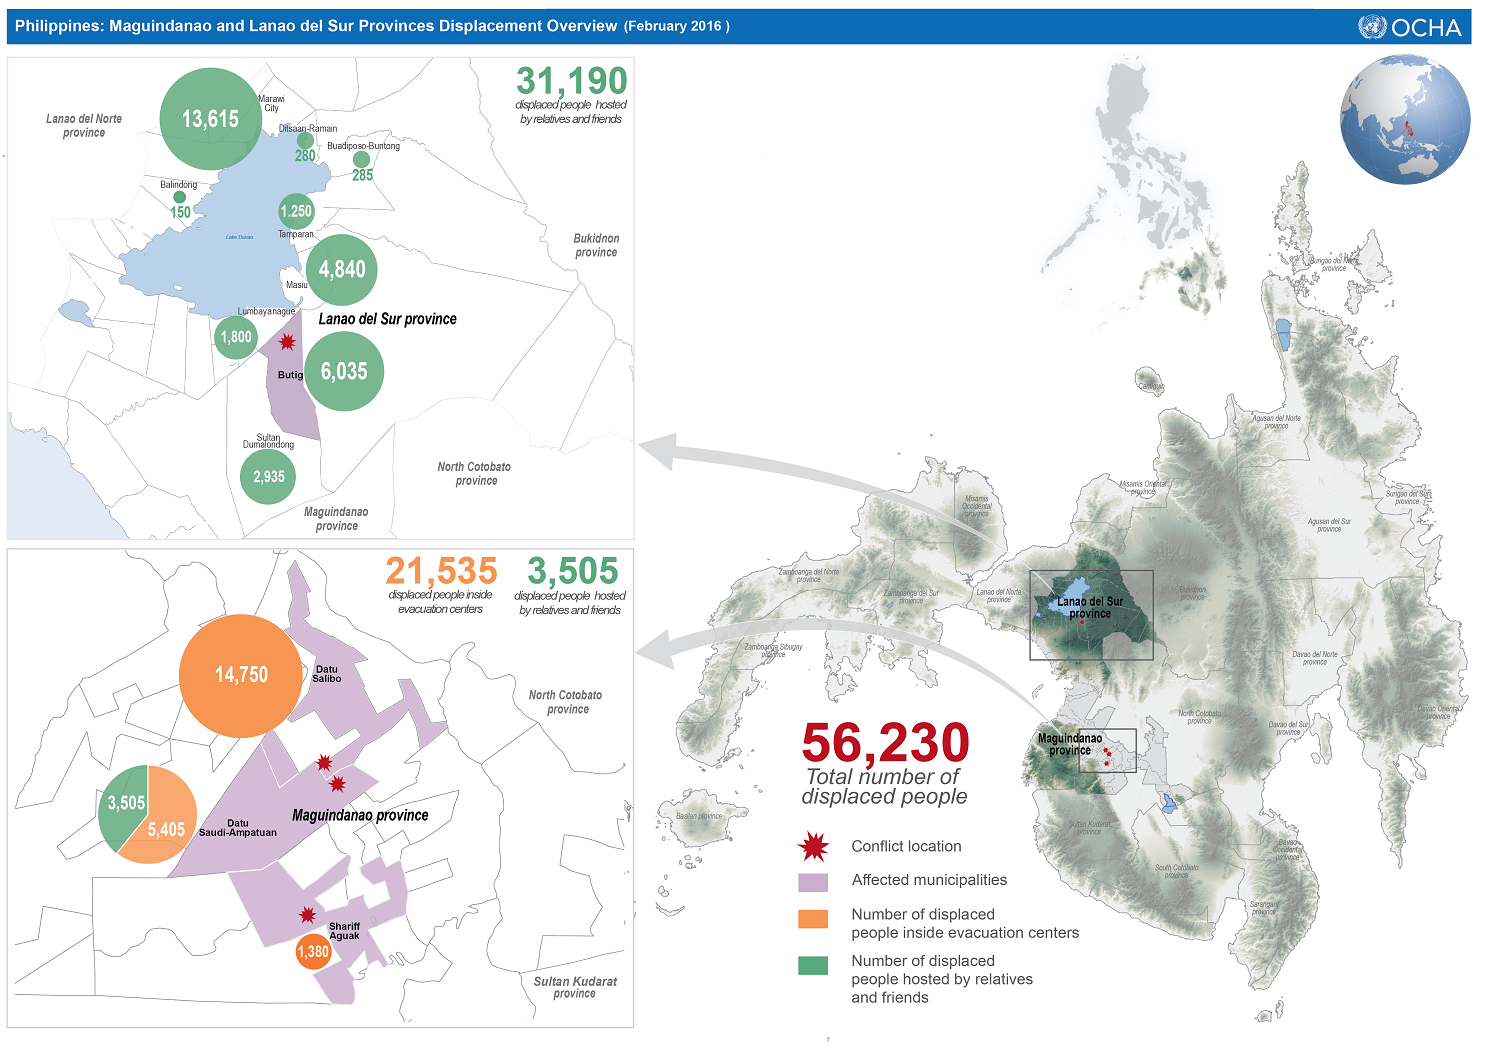 Philippines: Maguindanao and Lanao del Sur Provinces Displacement Overview (February 2016 )
OCHA
31,190
displaced people hosted
by relatives and friends
Lanao del Norte
province
13,615
Marawi
City
Ditsaan-Ramain
280
Buadiposo-Buntong
285
Balindong
150
1.250
Tamparan
Lake Danao
Bukidnon
province
4,840
Masiu
Lumbayanague
1,800
Lanao del Sur province
Butig
6,035
Sultan
Dumalondong
2,935
North Cotobato
province
Maguindanao
province
21,535
displaced people inside
evacuation centers
3,505
displaced people hosted
by relatives and friends
14,750
Datu
Salibo
North Cotobato
province
3,505
5,405
Datu
Saudi-Ampatuan
Maguindanao province
Shariff
Aguak
1,380
Sultan Kudarat
province
Surigao del Norte
province
Camiguin
Agusan del Norte
province
Misamis Oriental
province
Misamis
Occidental
province
Surigao del Sur
province
Agusan del Sur
province
Zamboanga del Norte
province
Zamboanga del Sur
province
Lanao del Norte
province
Lanao del Sur
province
Bukidnon
province
Zamboanga Sibugay
province
Davao del Norte
province
North Cotobato
province
Davao Oriental
province
Davao del Sur
province
Maguindanao
province
Basilan province
Sultan Kudarat
province
Davao
Occidental
province
South Cotobato
province
Sarangani
province
56,230
Total number of
displaced people
Conflict location
Affected municipalities
Number of displaced
people inside evacuation centers
Number of displaced
people hosted by relatives
and friends